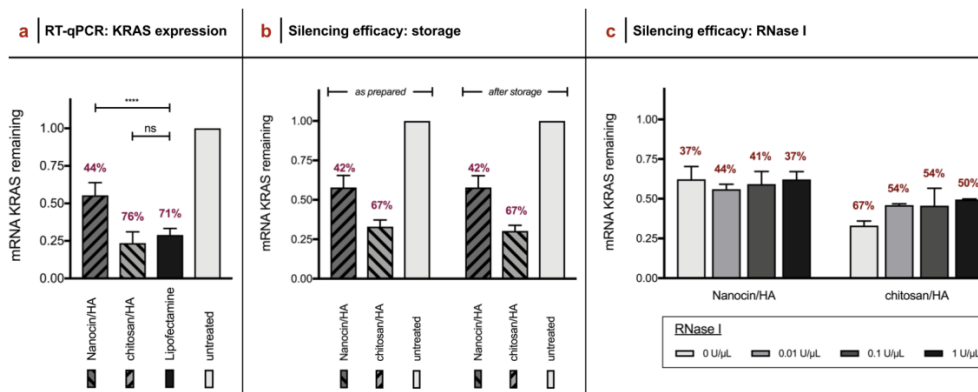 a RT-qPCR: KRAS expression
mRNA KRAS remaining
1.00
0.75
0.50
0.25
0.00
****
ns
44%
76%
71%
Nanocin/HA
chitosan/HA
Lipofectamine
untreated
b Silencing efficacy: storage
mRNA KRAS remaining
1.00
0.75
0.50
0.25
0.00
as prepared
after storage
42%
67%
42%
67%
Nanocin/HA
chitosan/HA
untreated
Nanocin/HA
chitosan/HA
untreated
c Silencing efficacy: RNase I
mRNA KRAS remaining
1.00
0.75
0.50
0.25
0.00
37%
44%
41%
37%
67%
54%
54%
50%
Nanocin/HA
chitosan/HA
RNase I
0 U/µL
0.01 U/µL
0.1 U/µL
1 U/µL